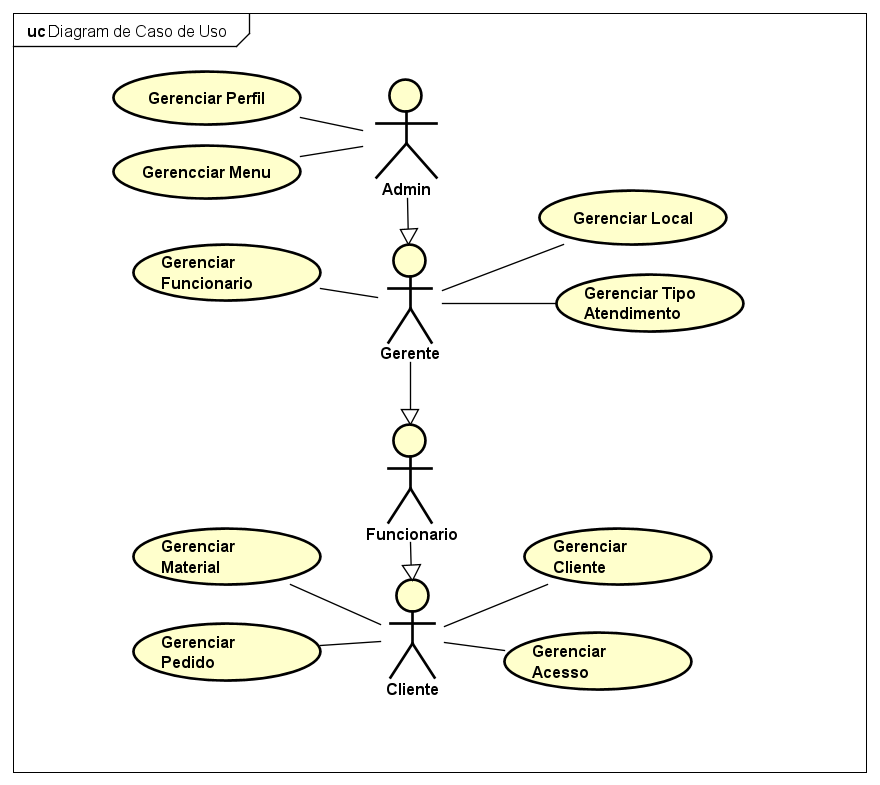 uc Diagram de Caso de Uso
Gerenciar Perfil
Gerencciar Menu
Admin
Gerenciar Local
Gerenciar
Funcionario
Gerenciar Tipo
Atendimento
Gerente
Funcionario
Gerenciar
Material
Gerenciar
Cliente
Gerenciar
Pedido
Gerenciar
Acesso
Cliente